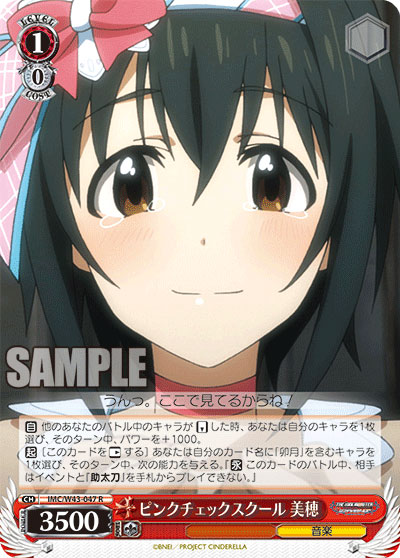 LEVEL
1
0
COST
SAMPLE
うんっ。ここで見てるからね!
自 他のあなたのバトル中のキャラが【】した時、あなたは自分のキャラを1枚
選び、そのターン中、パワーを+1000。
起 [このカードを【】する] あなたは自分のカード名に「卯月」を含むキャラを
1枚選び、そのターン中、次の能力を与える。『永 このカードのバトル中、相手
はイベントと『助太刀』を手札からプレイできない。』
CH IMC/W43-047 R
3500
ピンクチェックスクール 美穂
音楽
©BNEI/PROJECT CINDERELLA